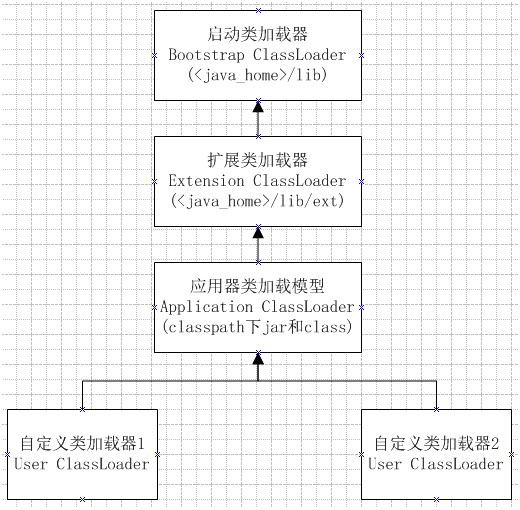 启动类加载器
Bootstrap ClassLoader
(<java_home>/lib)
扩展类加载器
Extension ClassLoader
(<java_home>/lib/ext)
应用器类加载模型
Application ClassLoader
(classpath下jar和class)
自定义类加载器1
User ClassLoader
自定义类加载器2
User ClassLoader